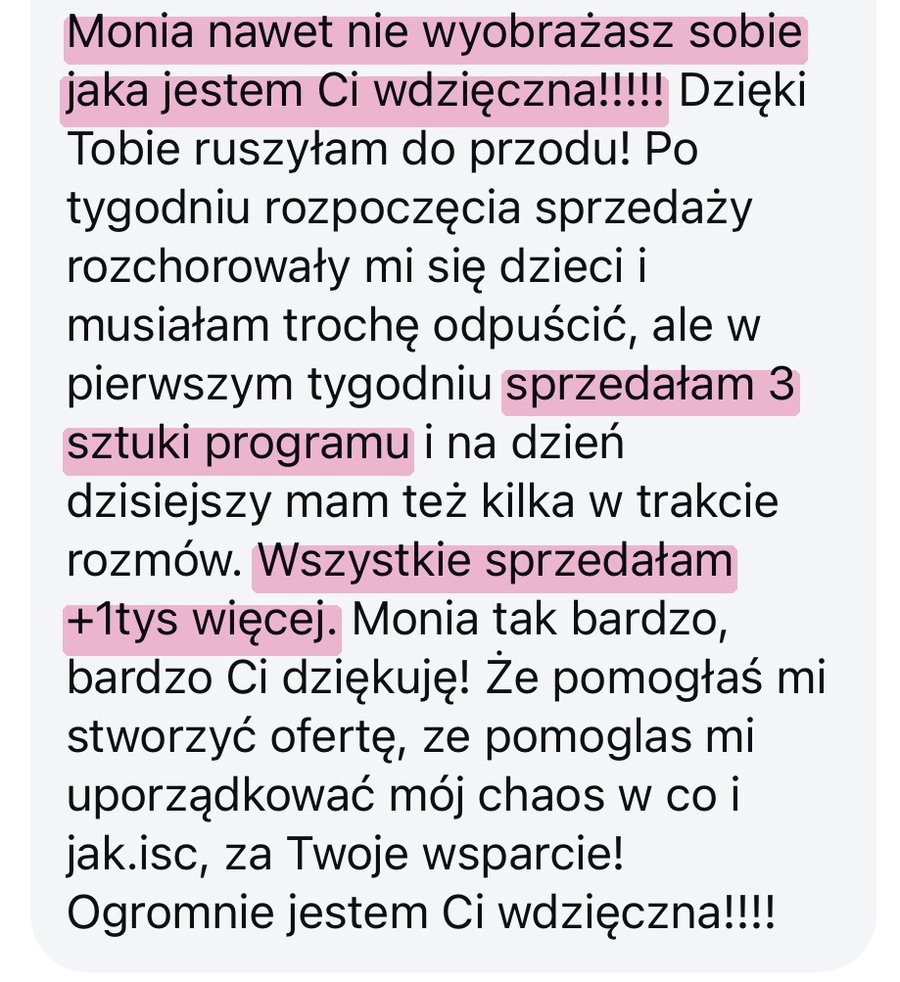 Monia nawet nie wyobrażasz sobie
jaka jestem Ci wdzięczna!!!!! Dzięki
Tobie ruszyłam do przodu! Po
tygodniu rozpoczęcia sprzedaży
rozchorowały mi się dzieci i
musiałam trochę odpuścić, ale w
pierwszym tygodniu sprzedałam 3
sztuki programu i na dzień
dzisiejszy mam też kilka w trakcie
rozmów. Wszystkie sprzedałam
+1tys więcej. Monia tak bardzo,
bardzo Ci dziękuję! Że pomogłaś mi
stworzyć ofertę, ze pomoglas mi
uporządkować mój chaos w co i
jak.isc, za Twoje wsparcie!
Ogromnie jestem Ci wdzięczna!!!!